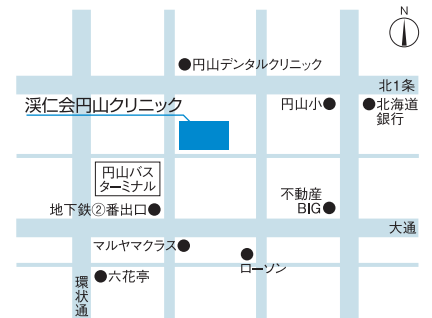 N
円山デンタルクリニック
北1条
渓仁会円山クリニック
円山小
北海道
銀行
円山バス
ターミナル
不動産
BIG
地下鉄②番出口
大通
マルヤマクラス
ローソン
六花亭
環状通